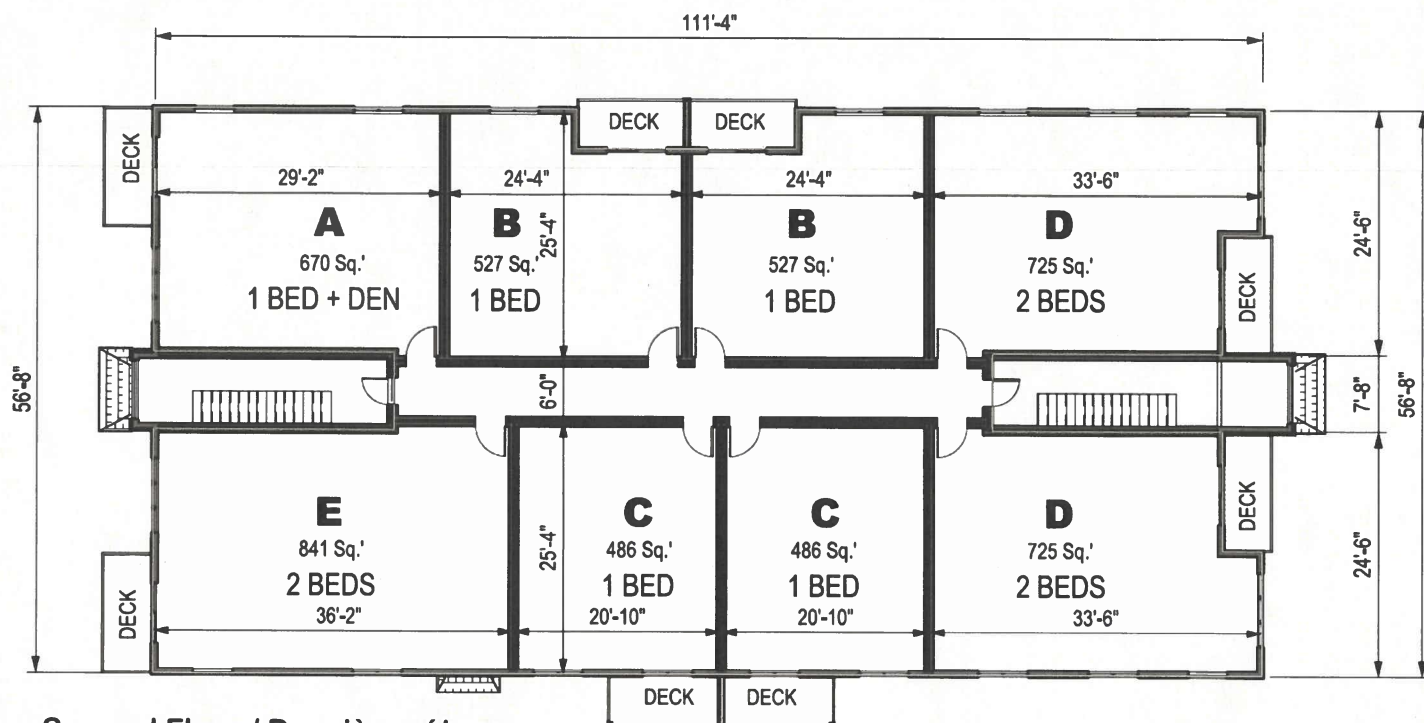 111'-4"
DECK
DECK
DECK
29'-2"
24'-4"
24'-4"
33'-6"
A
670 Sq.'
1 BED + DEN
B
527 Sq.'
1 BED
25'-4"
B
527 Sq.'
1 BED
D
725 Sq.'
2 BEDS
DECK
24'-6"
56'-8"
6'-0"
7'-8"
56'-8"
E
841 Sq.'
2 BEDS
36'-2"
25'-4"
C
486 Sq.'
1 BED
20'-10"
C
486 Sq.'
1 BED
20'-10"
D
725 Sq.'
2 BEDS
33'-6"
DECK
24'-6"
DECK
DECK
DECK